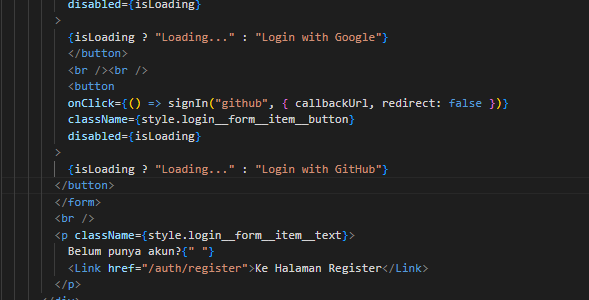 disabled={isLoading}
>
{isLoading ? "Loading..." : "Login with Google"}
</button>
<br /><br />
<button
onClick={() => signIn("github", { callbackUrl, redirect: false })}
className={style.login__form__item__button}
disabled={isLoading}
>
{isLoading ? "Loading..." : "Login with GitHub"}
</button>
</form>
<br />
<p className={style.login__form__item__text}>
Belum punya akun?{" "}
<Link href="/auth/register">Ke Halaman Register</Link>
</p>
</div>